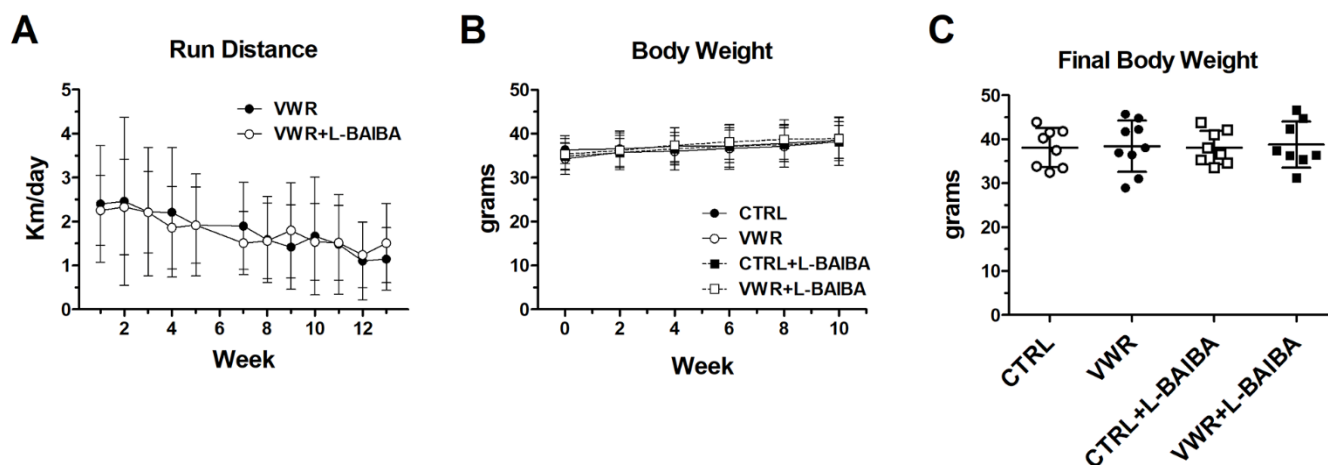 A
Run Distance
Km/day
5
4
3
2
1
0
VWR
VWR+L-BAIBA
2 4 6 8 10 12
Week
B
Body Weight
grams
50
40
30
20
10
0
CTRL
VWR
CTRL+L-BAIBA
VWR+L-BAIBA
0 2 4 6 8 10
Week
C
Final Body Weight
grams
50
40
30
20
10
0
CTRL
VWR
CTRL+L-BAIBA
VWR+L-BAIBA